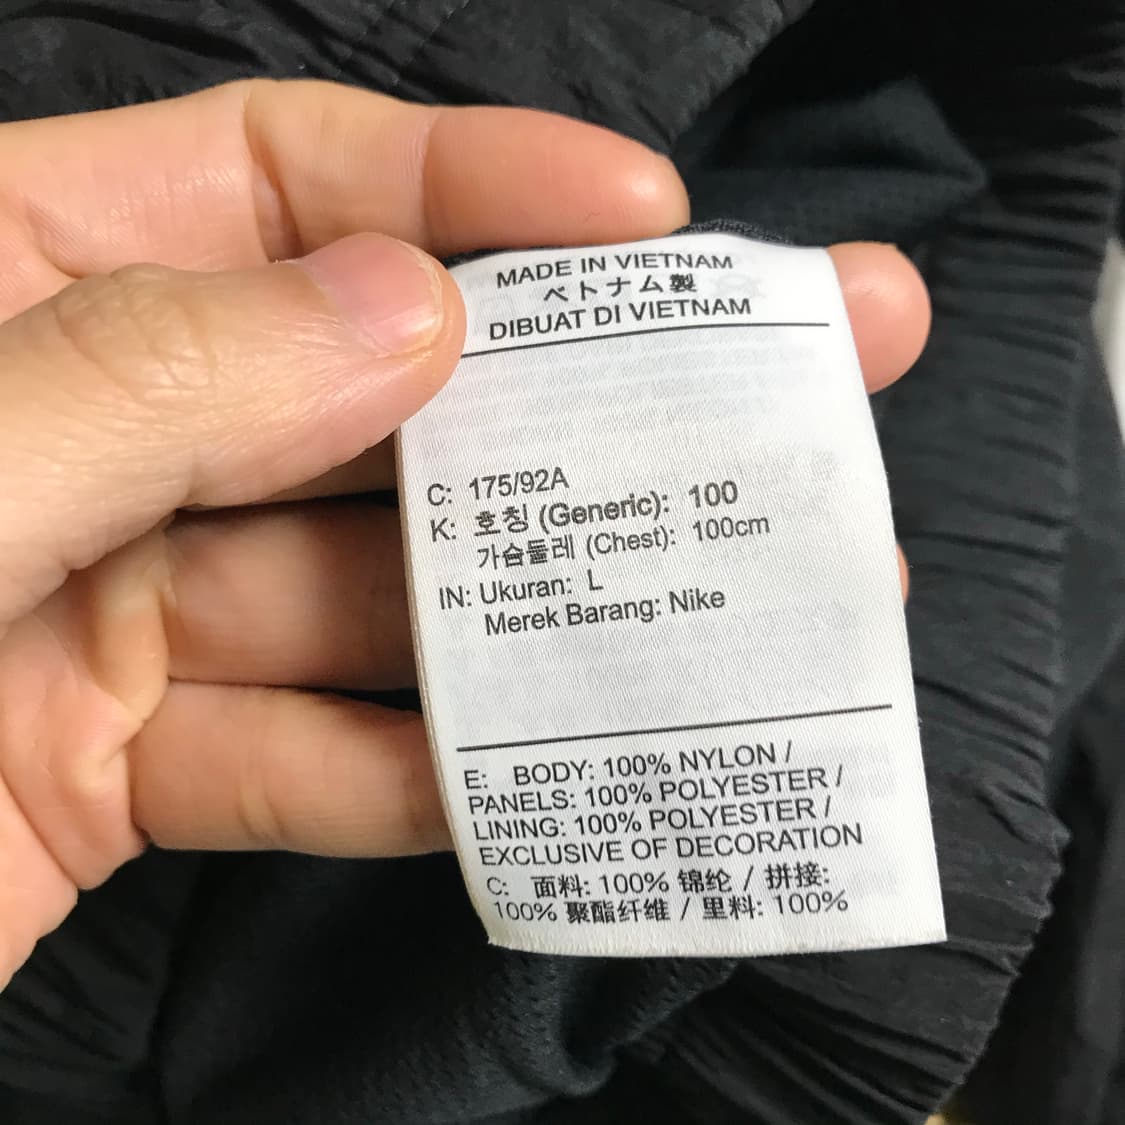 MADE IN VIETNAM
ベトナム製
DIBUAT DI VIETNAM
C: 175/92A
K: 호칭 (Generic): 100
가슴둘레 (Chest): 100cm
IN: Ukuran: L
Merek Barang: Nike
E: BODY: 100% NYLON /
PANELS: 100% POLYESTER /
LINING: 100% POLYESTER /
EXCLUSIVE OF DECORATION
C: 面料: 100% 锦纶 / 拼接:
100% 聚酯纤维 / 里料: 100%